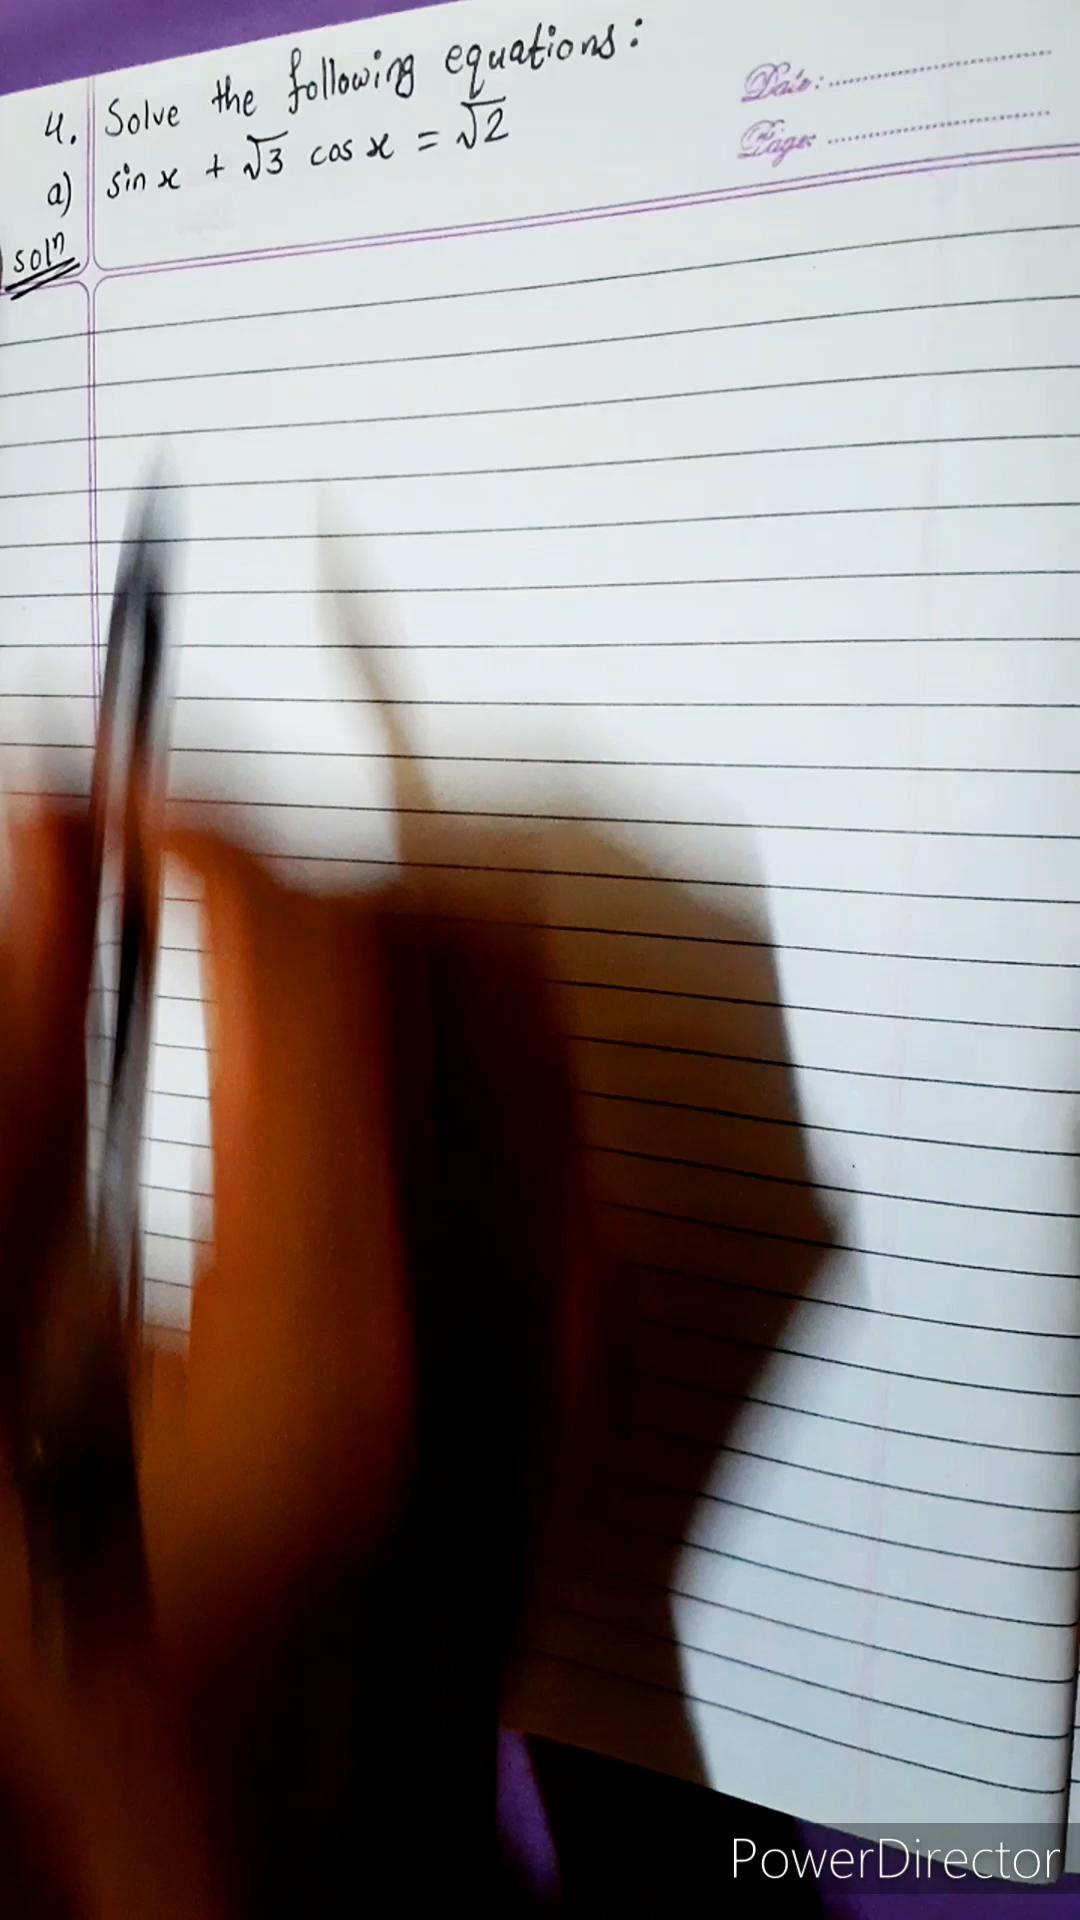 4. Solve the following equations:
a) sin x + √3 cos x = √2
solⁿ
Date:
Page:
PowerDirector